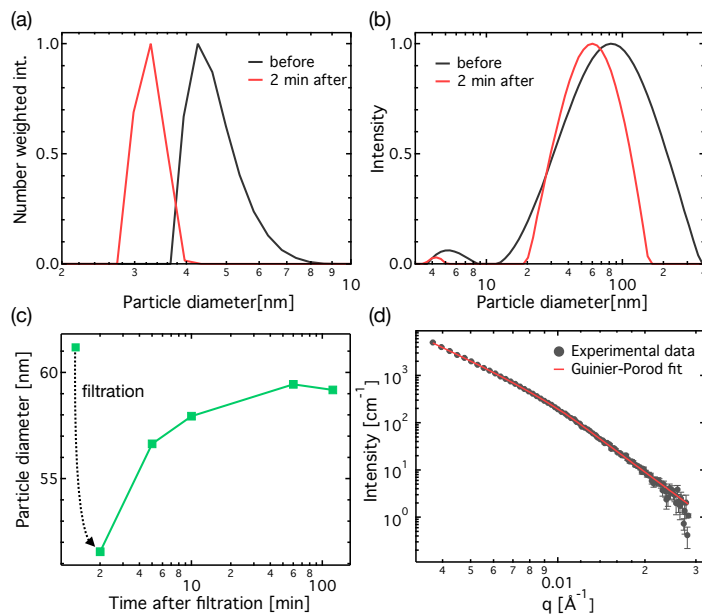 (a)
1.0
0.5
0.0
Number weighted int.
before
2 min after
2 3 4 5 6 7 8 9 10
Particle diameter[nm]
(b)
1.0
0.5
0.0
Intensity
before
2 min after
4 6 8 10 2 4 6 8 100 2
Particle diameter[nm]
(c)
60
55
Particle diameter [nm]
filtration
2 4 6 8 10 2 4 6 8 100
Time after filtration [min]
(d)
10³
10²
10¹
10⁰
Intensity [cm⁻¹]
Experimental data
Guinier-Porod fit
4 5 6 7 8 9 0.01 2 3
q [Å⁻¹]